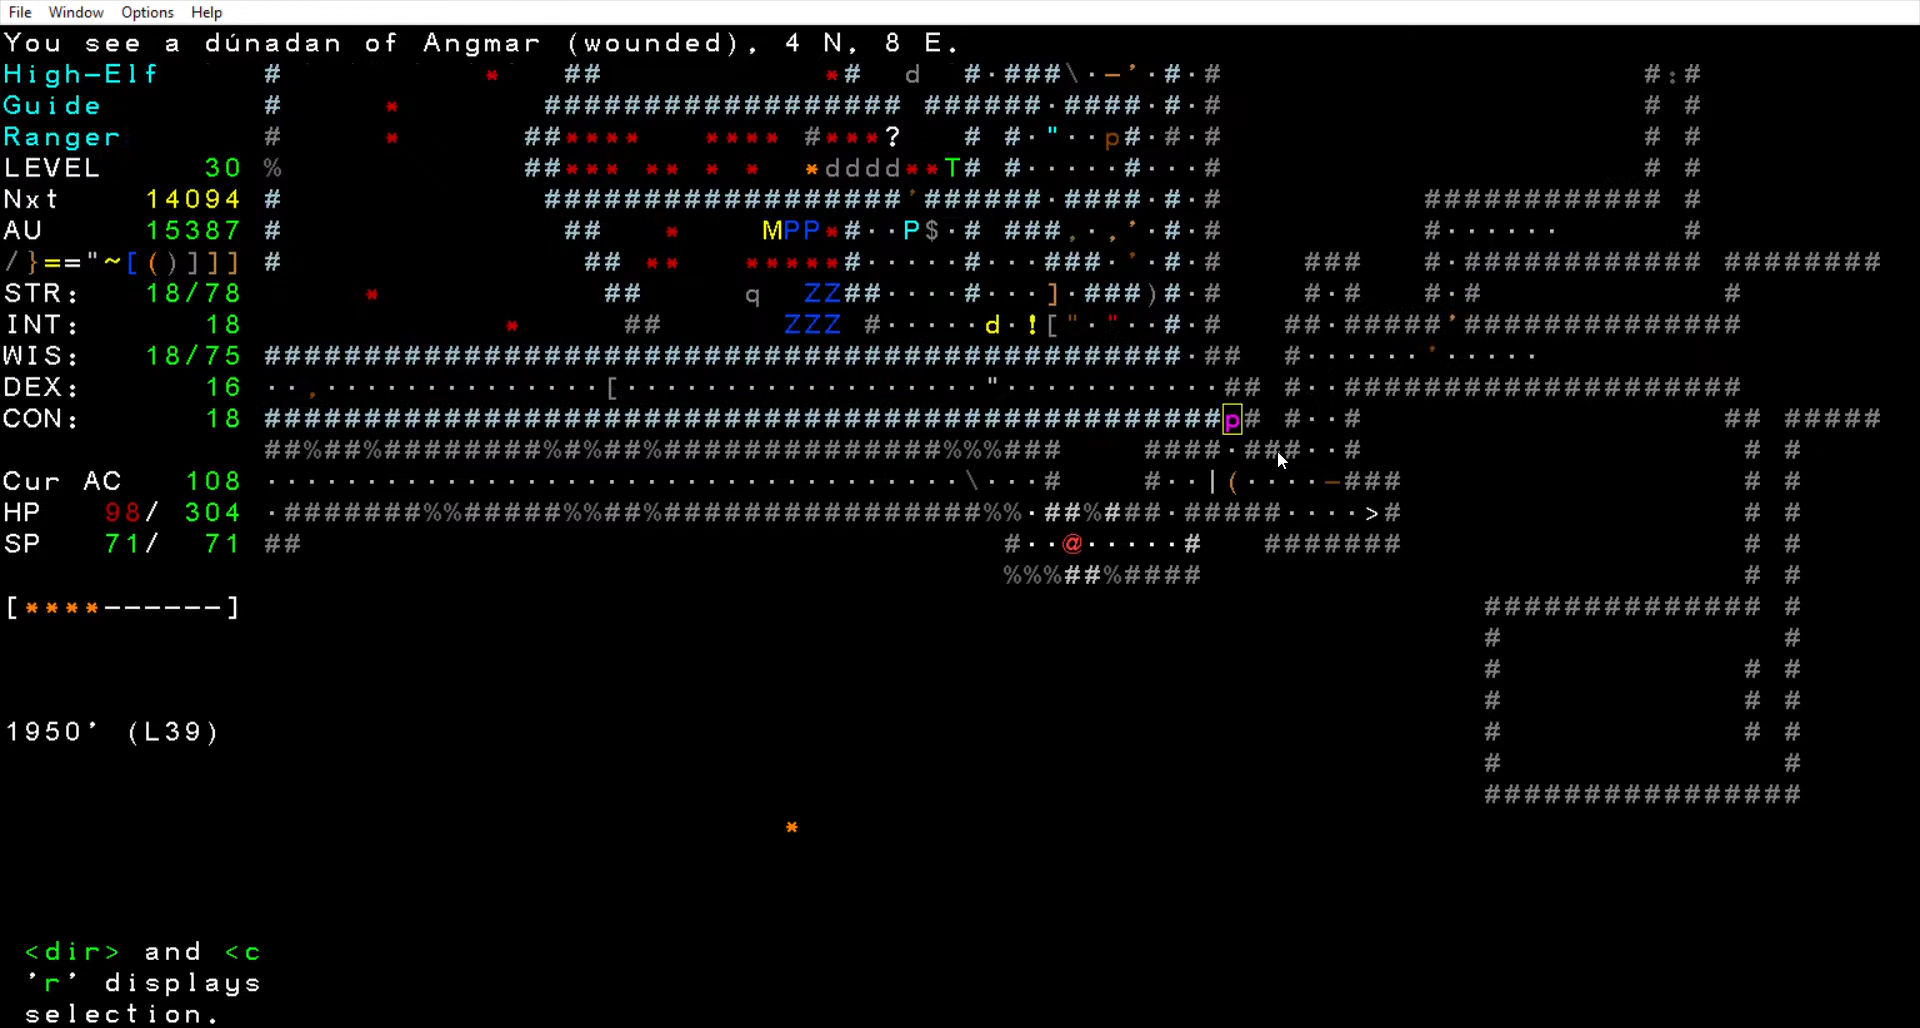 File Window Options Help
You see a dúnadan of Angmar (wounded), 4 N, 8 E.
High-Elf
Guide
Ranger
LEVEL 30
Nxt 14094
AU 15387
/}=="~[()]]]
STR: 18/78
INT: 18
WIS: 18/75
DEX: 16
CON: 18
Cur AC 108
HP 98/ 304
SP 71/ 71
[****------]
1950' (L39)
<dir> and <c
'r' displays
selection.